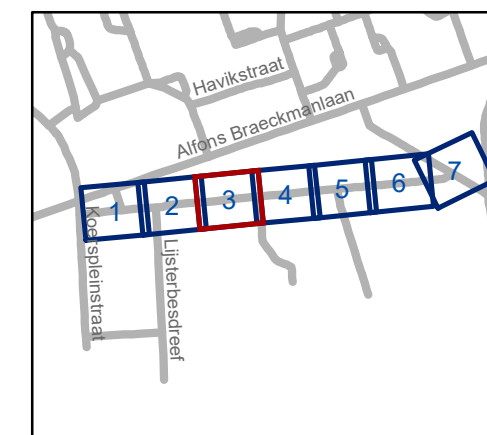 Havikstraat
Alfons Braeckmanlaan
1
2
3
4
5
6
7
Koerspleinstraat
Lijsterbesdreef